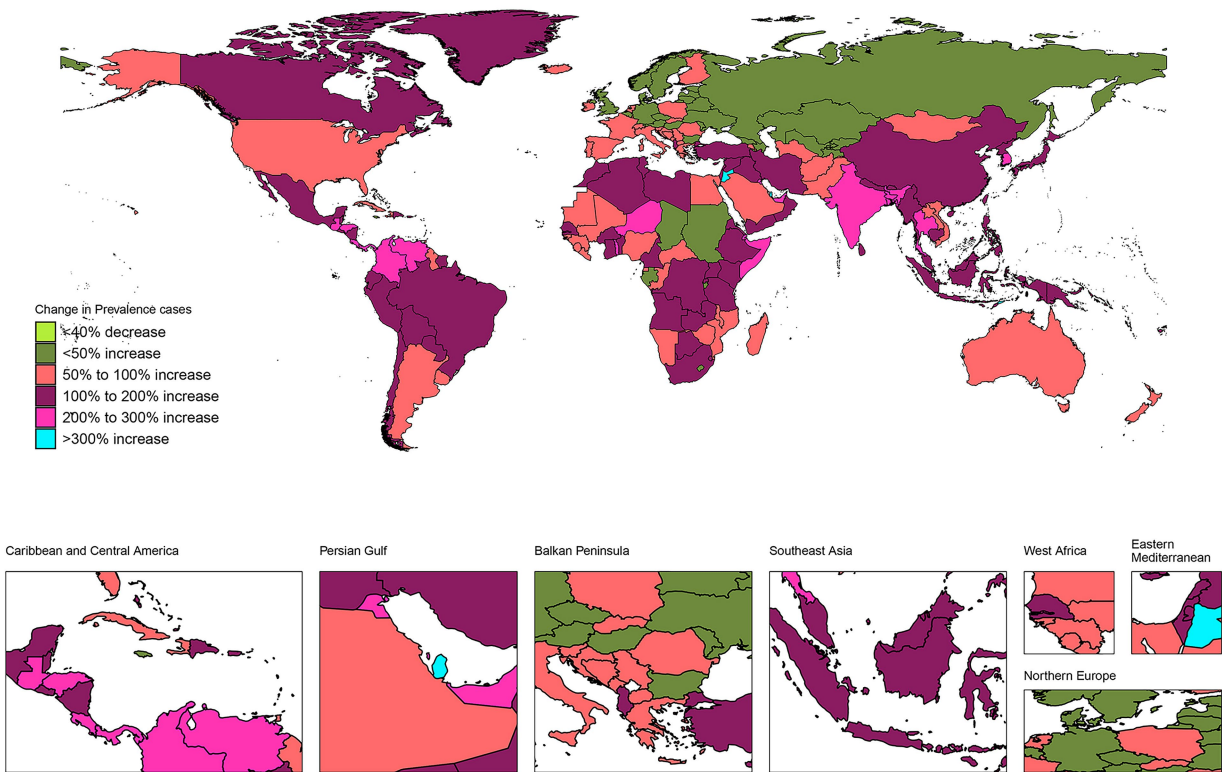 Change in Prevalence cases
<40% decrease
<50% increase
50% to 100% increase
100% to 200% increase
200% to 300% increase
>300% increase
Caribbean and Central America
Persian Gulf
Balkan Peninsula
Southeast Asia
West Africa
Eastern
Mediterranean
Northern Europe